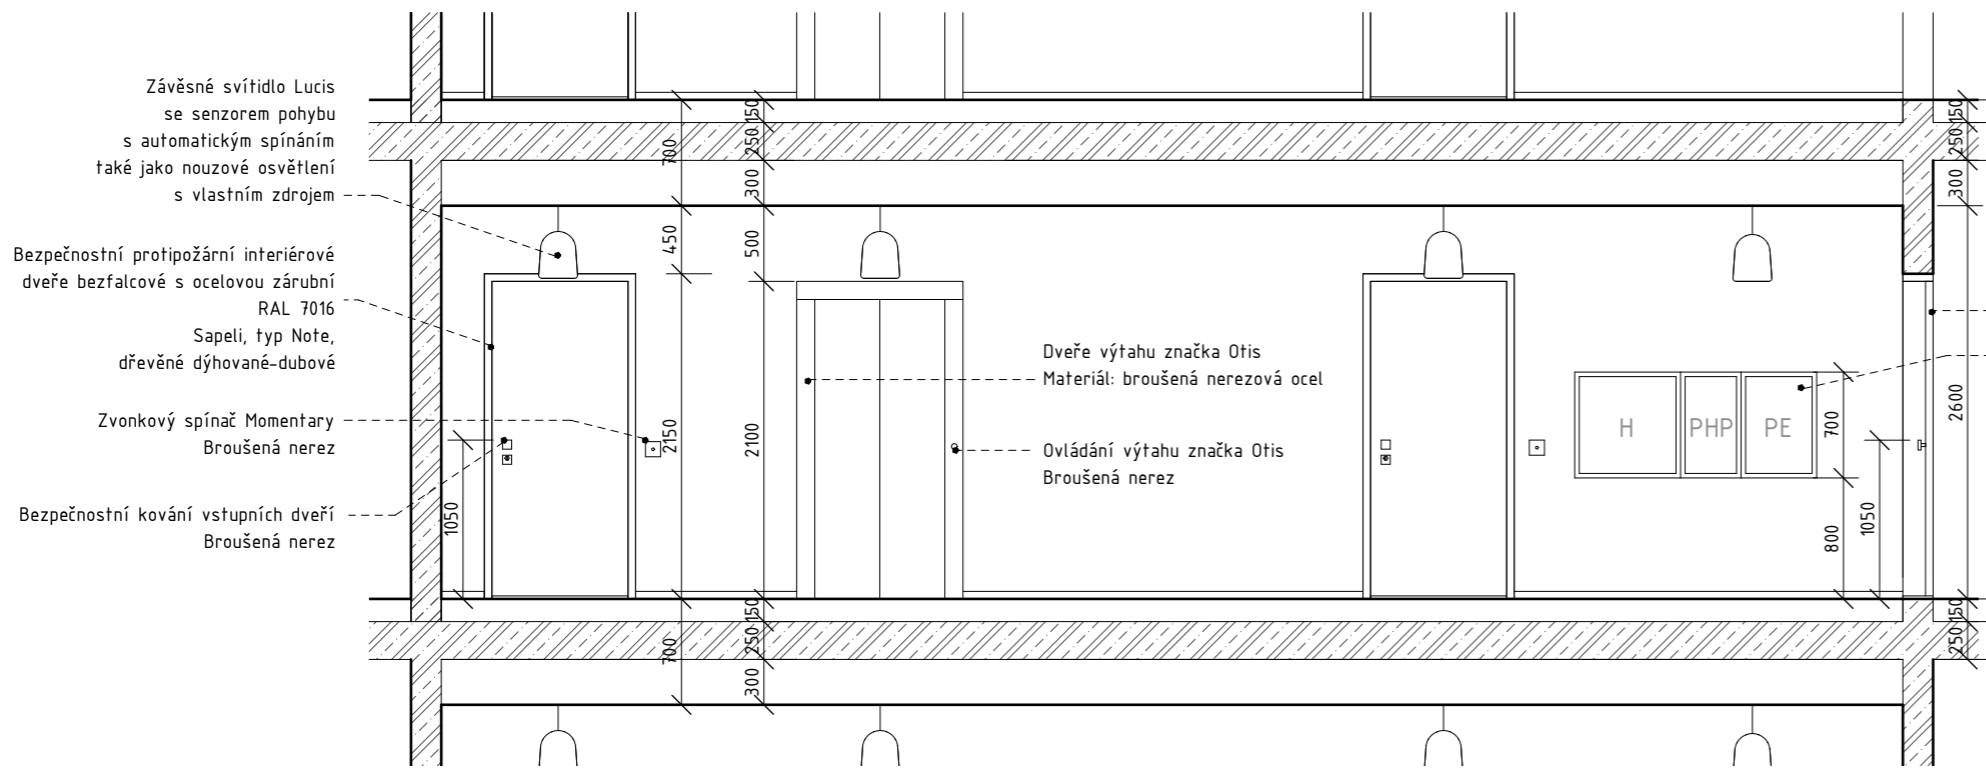 Závěsné svítidlo Lucis
se senzorem pohybu
s automatickým spínáním
také jako nouzové osvětlení
s vlastním zdrojem
Bezpečnostní protipožární interiérové
dveře bezfalcové s ocelovou zárubní
RAL 7016
Sapeli, typ Note,
dřevěné dýhované-dubové
Zvonkový spínač Momentary
Broušená nerez
Bezpečnostní kování vstupních dveří
Broušená nerez
1050
700
450
2150
700
150
250
300
500
2100
150
250
300
Dveře výtahu značka Otis
Materiál: broušená nerezová ocel
Ovládání výtahu značka Otis
Broušená nerez
H
PHP
PE
700
800
1050
150
250
300
2600
150
250